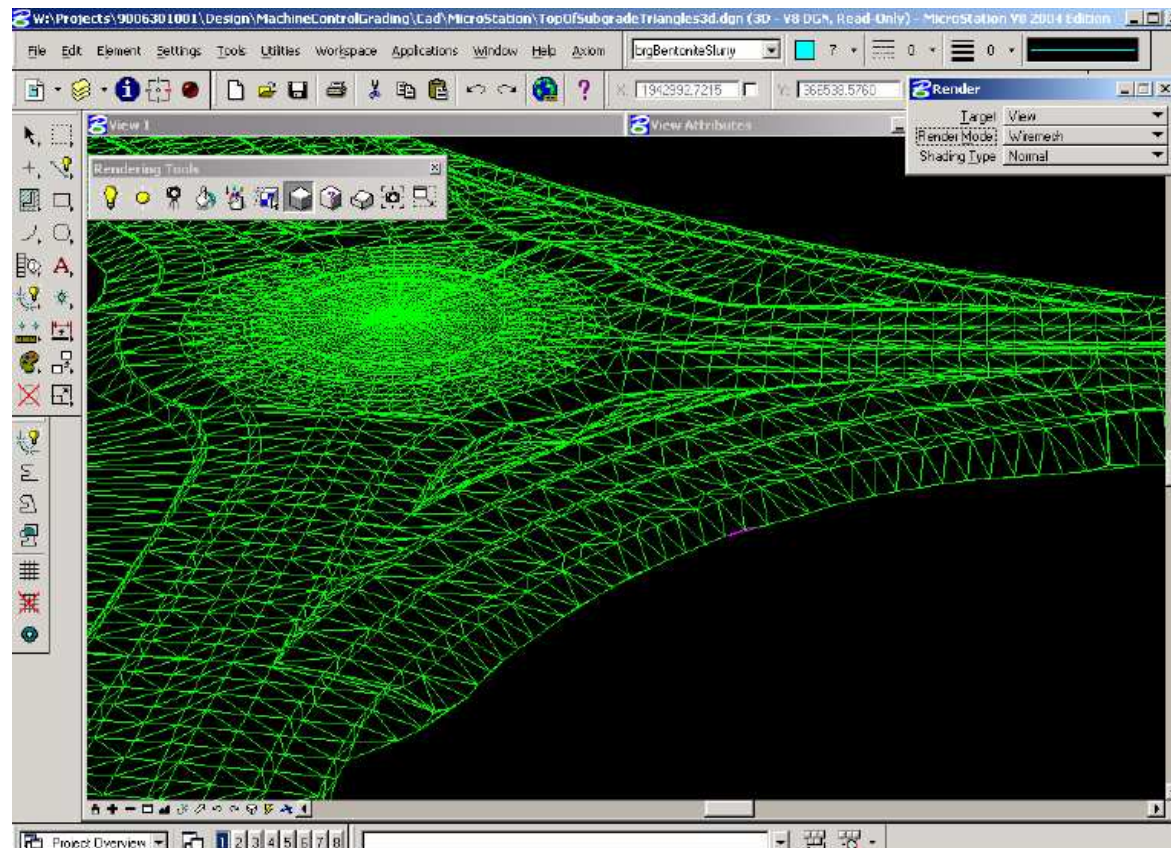 W:\Projects\9006301001\Design\MachineControlGrading\Cad\MicroStation\TopOfSubgradeTriangles3d.dgn (3D - V8 DGN, Read-Only) - MicroStation V8 2004 Edition
File Edit Element Settings Tools Utilities Workspace Applications Window Help Axiom
brgBentoniteSlurry 7 0 0
X: 1942992.7215 Y: 366538.5760
Render
Target View
Render Mode: Wiremesh
Shading Type Normal
View 1
View Attributes
Rendering Tools
Project Overview 1 2 3 4 5 6 7 8